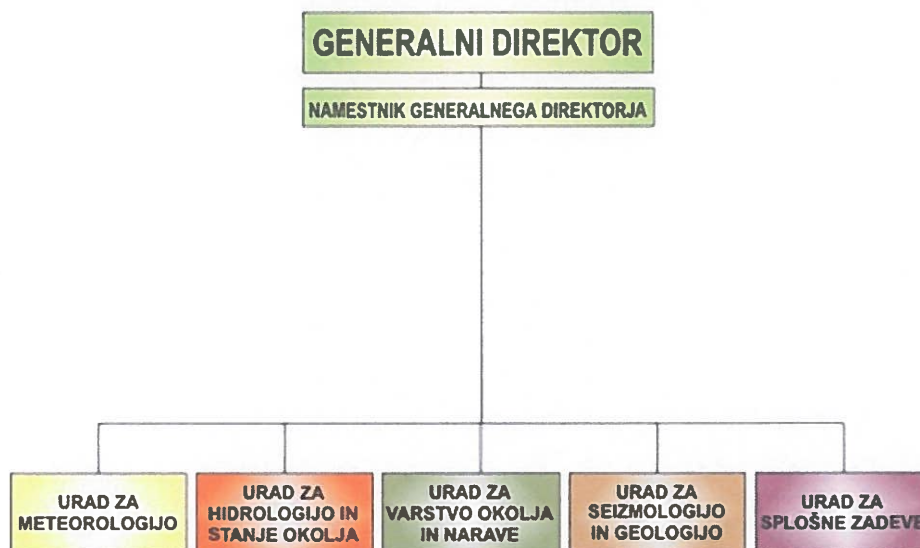 GENERALNI DIREKTOR
NAMESTNIK GENERALNEGA DIREKTORJA
URAD ZA
METEOROLOGIJO
URAD ZA
HIDROLOGIJO IN
STANJE OKOLJA
URAD ZA
VARSTVO OKOLJA
IN NARAVE
URAD ZA
SEIZMOLOGIJO
IN GEOLOGIJO
URAD ZA
SPLOŠNE ZADEVE